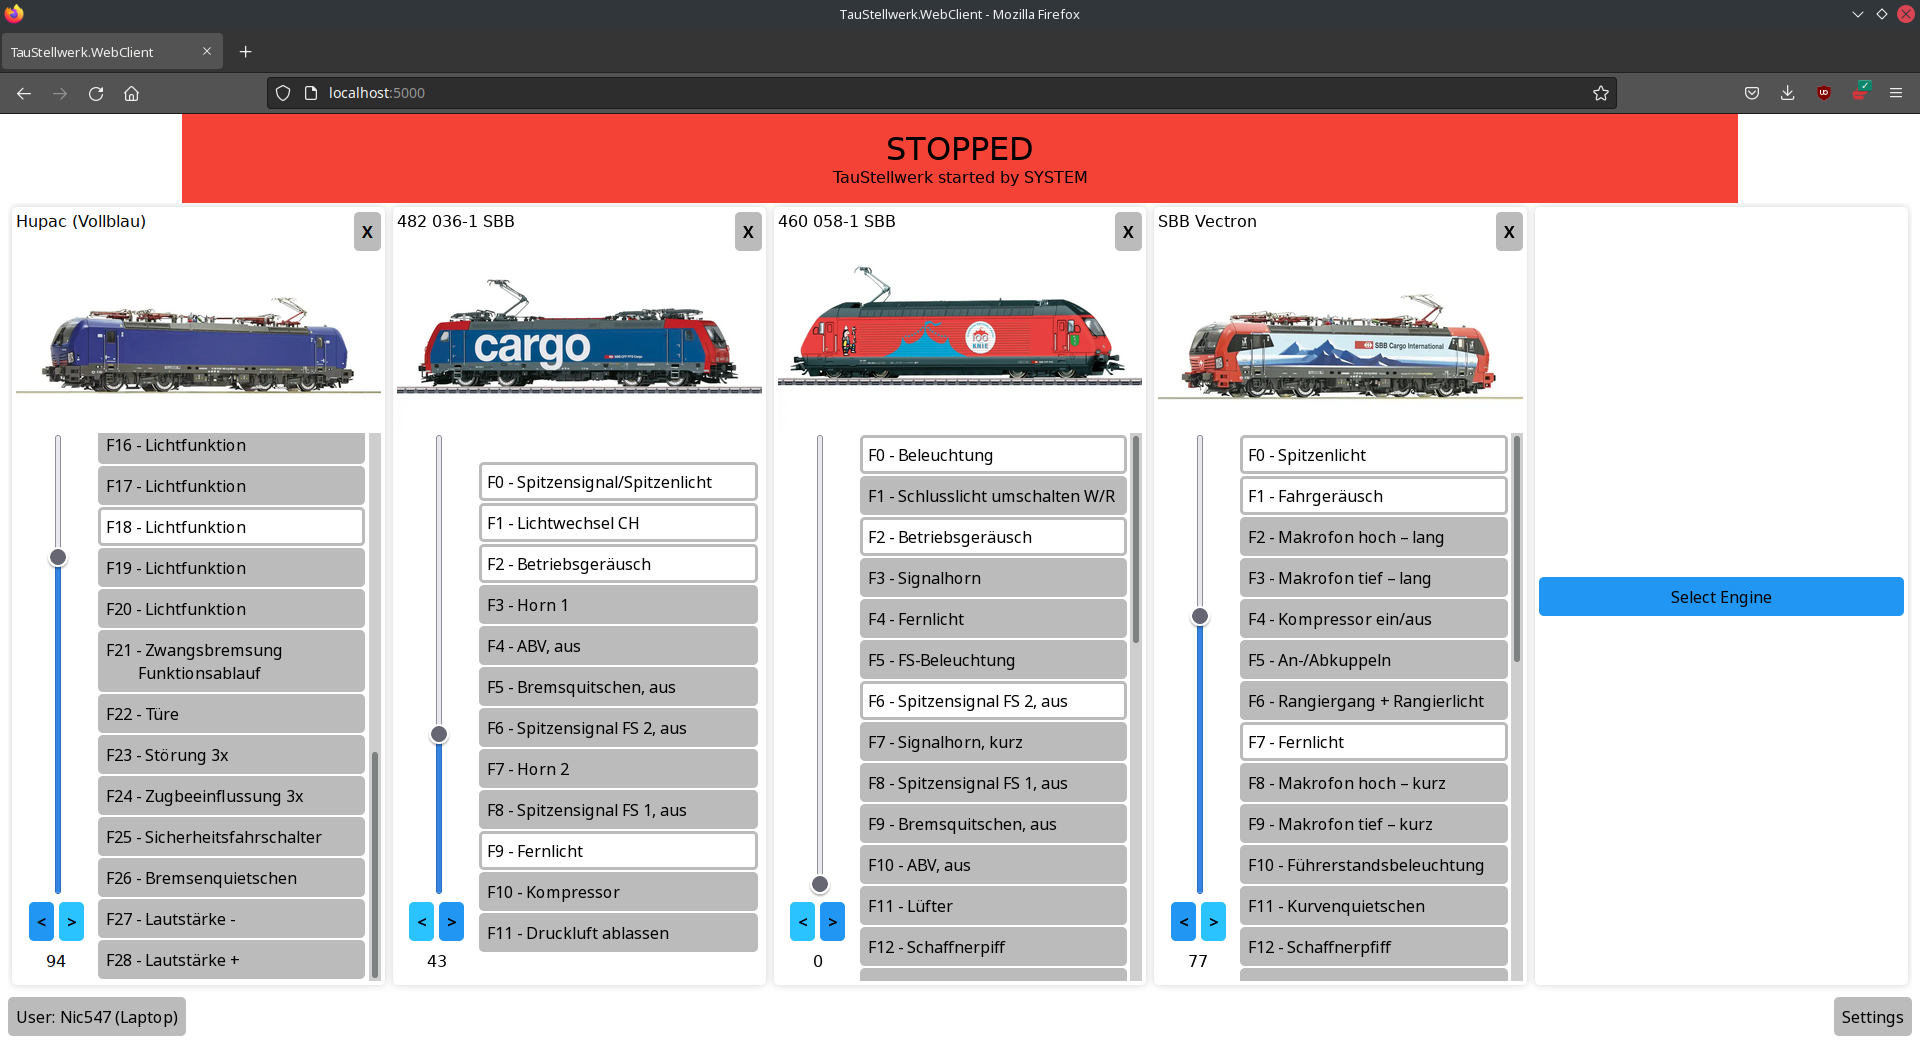 TauStellwerk.WebClient - Mozilla Firefox
TauStellwerk.WebClient
localhost:5000
STOPPED
TauStellwerk started by SYSTEM
Hupac (Vollblau)
X
F16 - Lichtfunktion
F17 - Lichtfunktion
F18 - Lichtfunktion
F19 - Lichtfunktion
F20 - Lichtfunktion
F21 - Zwangsbremsung
Funktionsablauf
F22 - Türe
F23 - Störung 3x
F24 - Zugbeeinflussung 3x
F25 - Sicherheitsfahrschalter
F26 - Bremsenquietschen
F27 - Lautstärke -
F28 - Lautstärke +
< >
94
482 036-1 SBB
X
cargo
F0 - Spitzensignal/Spitzenlicht
F1 - Lichtwechsel CH
F2 - Betriebsgeräusch
F3 - Horn 1
F4 - ABV, aus
F5 - Bremsquitschen, aus
F6 - Spitzensignal FS 2, aus
F7 - Horn 2
F8 - Spitzensignal FS 1, aus
F9 - Fernlicht
F10 - Kompressor
F11 - Druckluft ablassen
< >
43
460 058-1 SBB
X
KNIE
F0 - Beleuchtung
F1 - Schlusslicht umschalten W/R
F2 - Betriebsgeräusch
F3 - Signalhorn
F4 - Fernlicht
F5 - FS-Beleuchtung
F6 - Spitzensignal FS 2, aus
F7 - Signalhorn, kurz
F8 - Spitzensignal FS 1, aus
F9 - Bremsquitschen, aus
F10 - ABV, aus
F11 - Lüfter
F12 - Schaffnerpiff
< >
0
SBB Vectron
X
SBB Cargo International
F0 - Spitzenlicht
F1 - Fahrgeräusch
F2 - Makrofon hoch – lang
F3 - Makrofon tief – lang
F4 - Kompressor ein/aus
F5 - An-/Abkuppeln
F6 - Rangiergang + Rangierlicht
F7 - Fernlicht
F8 - Makrofon hoch – kurz
F9 - Makrofon tief – kurz
F10 - Führerstandsbeleuchtung
F11 - Kurvenquietschen
F12 - Schaffnerpfiff
< >
77
Select Engine
User: Nic547 (Laptop)
Settings